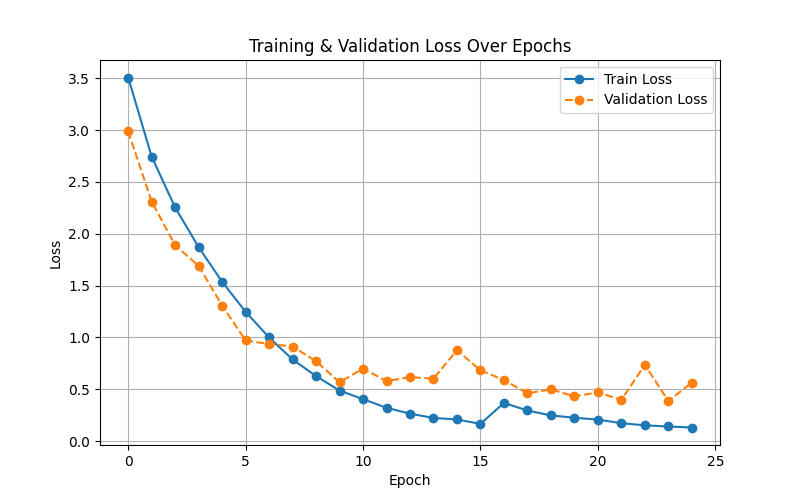 Training & Validation Loss Over Epochs
Train Loss
Validation Loss
Loss
3.5
3.0
2.5
2.0
1.5
1.0
0.5
0.0
0
5
10
15
20
25
Epoch